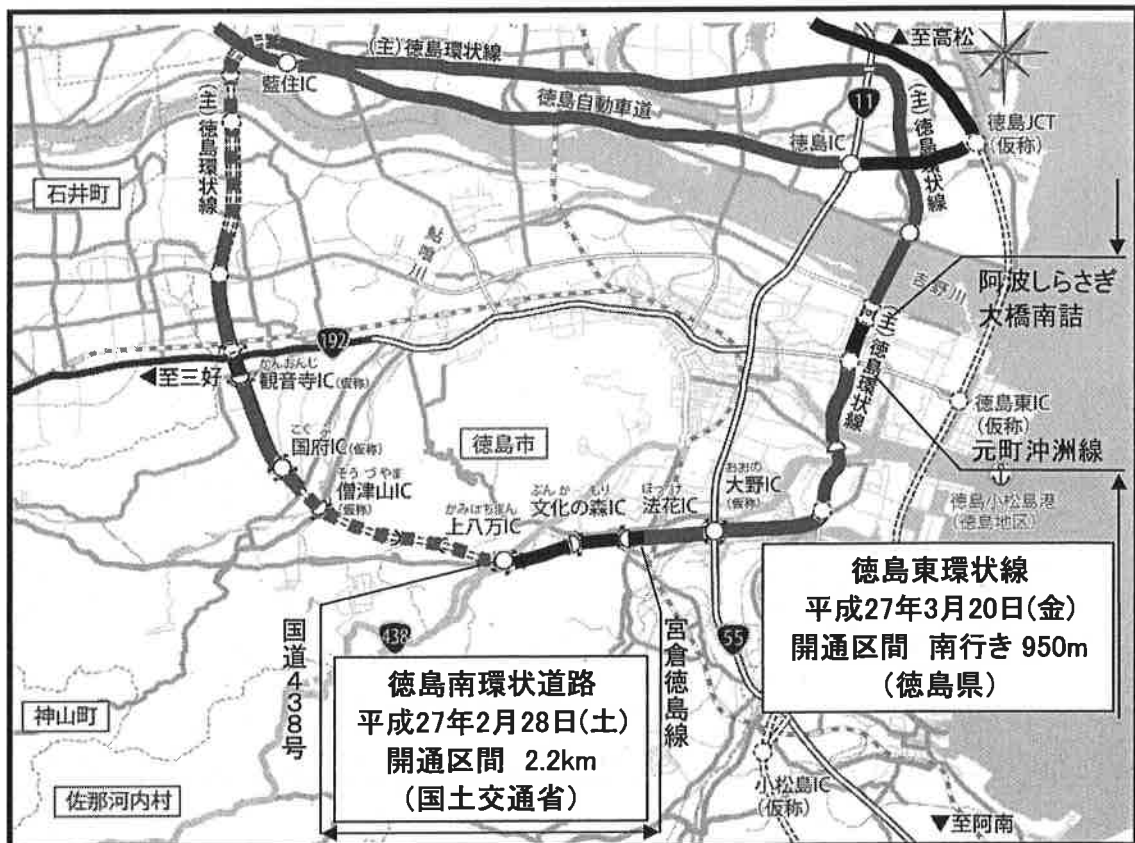 ▲至高松
(主)徳島環状線
藍住IC
徳島自動車道
11
(主)徳島環状線
徳島JCT
(仮称)
徳島IC
(主)徳島環状線
石井町
鮎喰川
吉野川
阿波しらさぎ
大橋南詰
192
◀至三好
かんおんじ
観音寺IC(仮称)
(主)徳島環状線
徳島東IC
(仮称)
こくふ
国府IC(仮称)
徳島市
元町沖洲線
そうづやま
僧津山IC
(仮称)
かみはちまん
上八万IC
ぶんか もり
文化の森IC
ほっけ
法花IC
おおの
大野IC
(仮称)
徳島小松島港
(徳島地区)
徳島東環状線
平成27年3月20日(金)
開通区間 南行き 950m
(徳島県)
国道438号
438
宮倉徳島線
55
徳島南環状道路
平成27年2月28日(土)
開通区間 2.2km
(国土交通省)
神山町
佐那河内村
小松島IC
(仮称)
▼至阿南